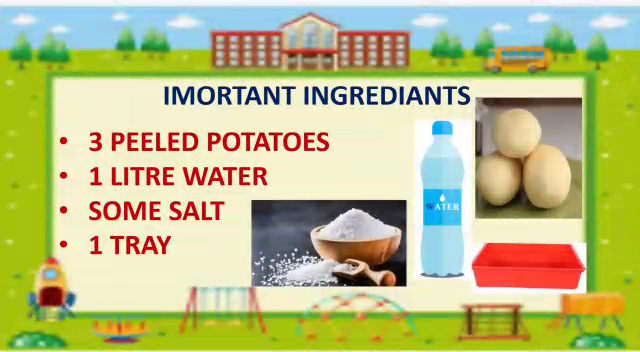 IMORTANT INGREDIANTS
• 3 PEELED POTATOES
• 1 LITRE WATER
• SOME SALT
• 1 TRAY
WATER